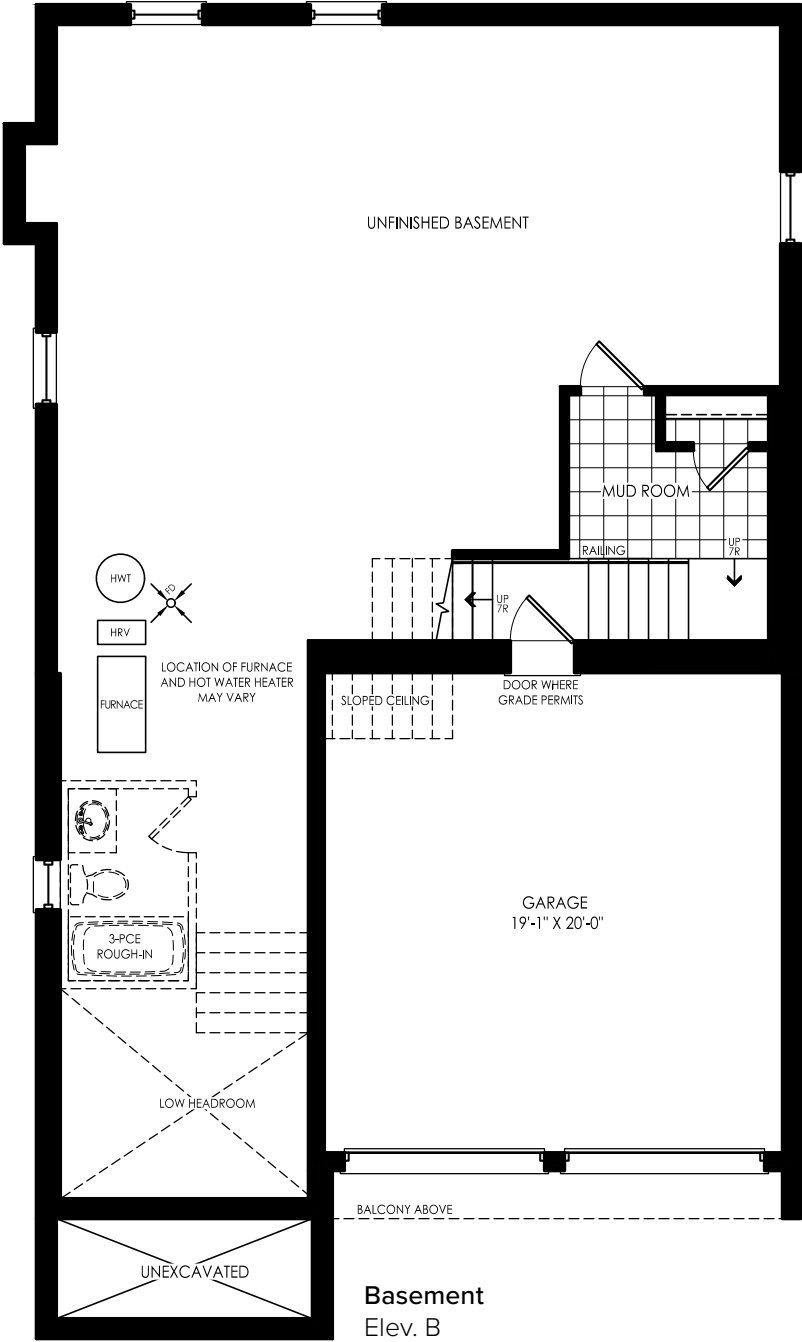 UNFINISHED BASEMENT
MUD ROOM
RAILING
UP
7R
UP
7R
HWT
FD
HRV
FURNACE
LOCATION OF FURNACE
AND HOT WATER HEATER
MAY VARY
SLOPED CEILING
DOOR WHERE
GRADE PERMITS
GARAGE
19'-1" X 20'-0"
3-PCE
ROUGH-IN
LOW HEADROOM
BALCONY ABOVE
UNEXCAVATED
Basement
Elev. B